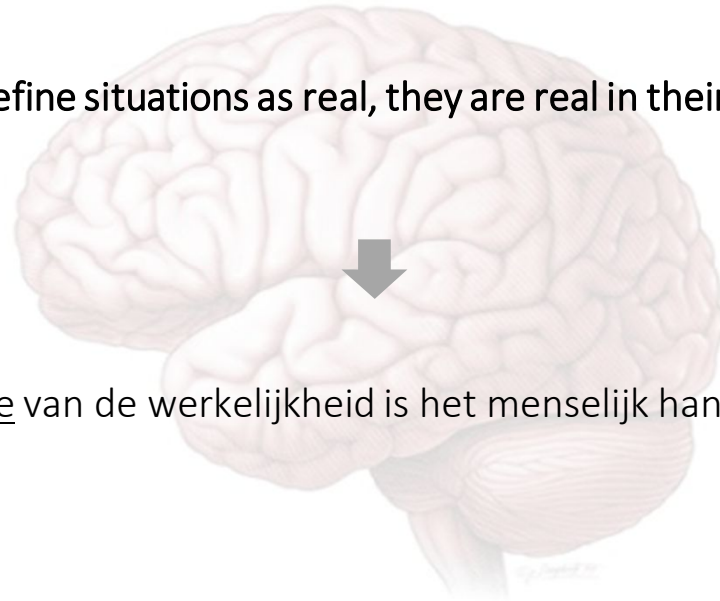 efine situations as real, they are real in their
e van de werkelijkheid is het menselijk han